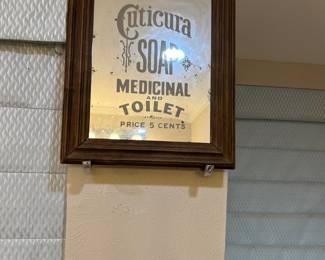 Cuticura
SOAP
MEDICINAL
AND
TOILET
PRICE 5 CENTS